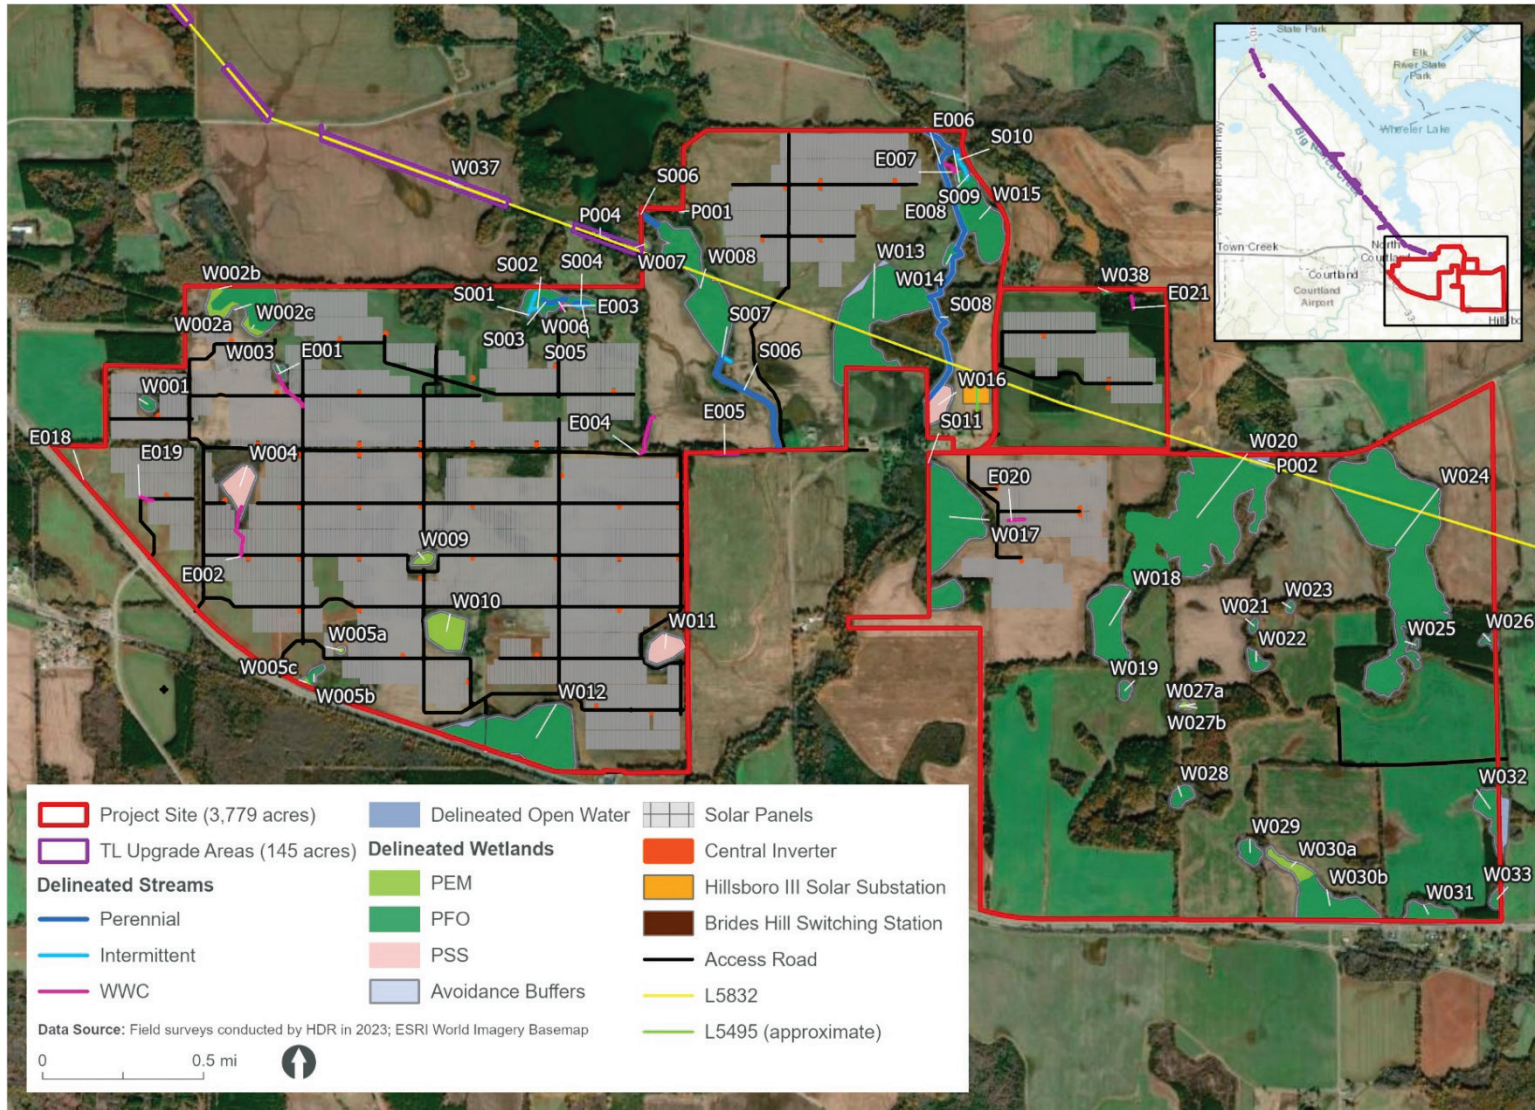 W037
S006
P001
P004
W007
W008
S002
S004
S001
E003
S003
W006
S005
W002b
W002a
W002c
W003
E001
W001
E018
E019
W004
E002
W009
W010
W005a
W005c
W005b
W011
W012
E004
E005
S007
S006
E006
S010
E007
S009
E008
W015
W013
W014
S008
W038
E021
W016
S011
W020
P002
W024
E020
W017
W018
W023
W021
W022
W025
W026
W019
W027a
W027b
W028
W029
W030a
W030b
W031
W032
W033
State Park
Elk
River State
Park
Wheeler Lake
Wheeler Dam Hwy
Town Creek
North
Courtland
Courtland
Courtland
Airport
33
101
Project Site (3,779 acres)
TL Upgrade Areas (145 acres)
Delineated Streams
Perennial
Intermittent
WWC
Delineated Open Water
Delineated Wetlands
PEM
PFO
PSS
Avoidance Buffers
Solar Panels
Central Inverter
Hillsboro III Solar Substation
Brides Hill Switching Station
Access Road
L5832
L5495 (approximate)
Data Source: Field surveys conducted by HDR in 2023; ESRI World Imagery Basemap
0 0.5 mi